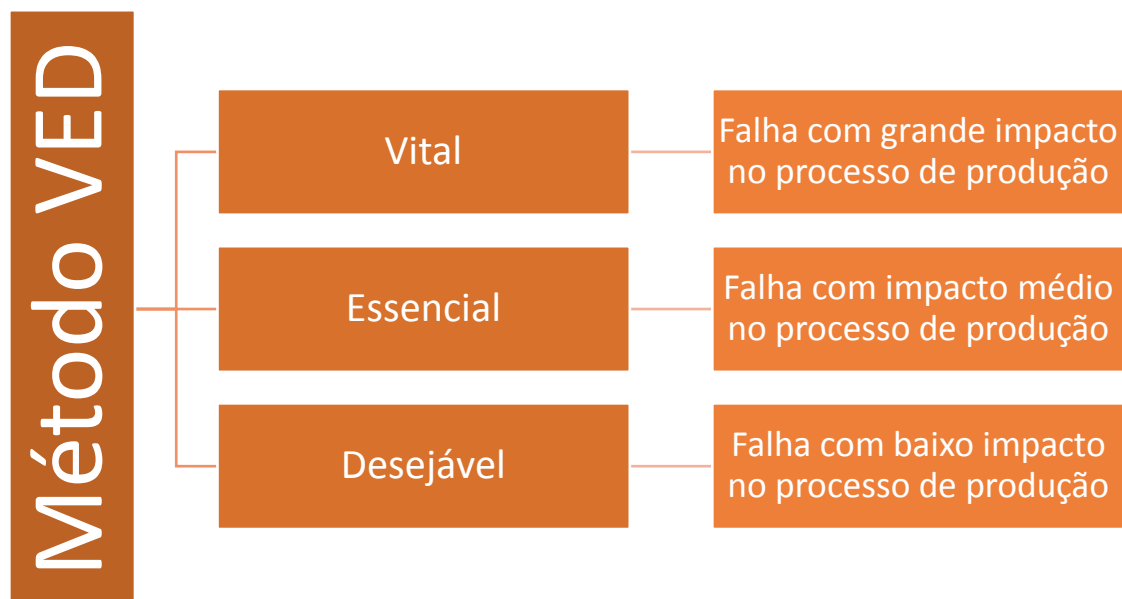 Método VED
Vital
Falha com grande impacto
no processo de produção
Essencial
Falha com impacto médio
no processo de produção
Desejável
Falha com baixo impacto
no processo de produção